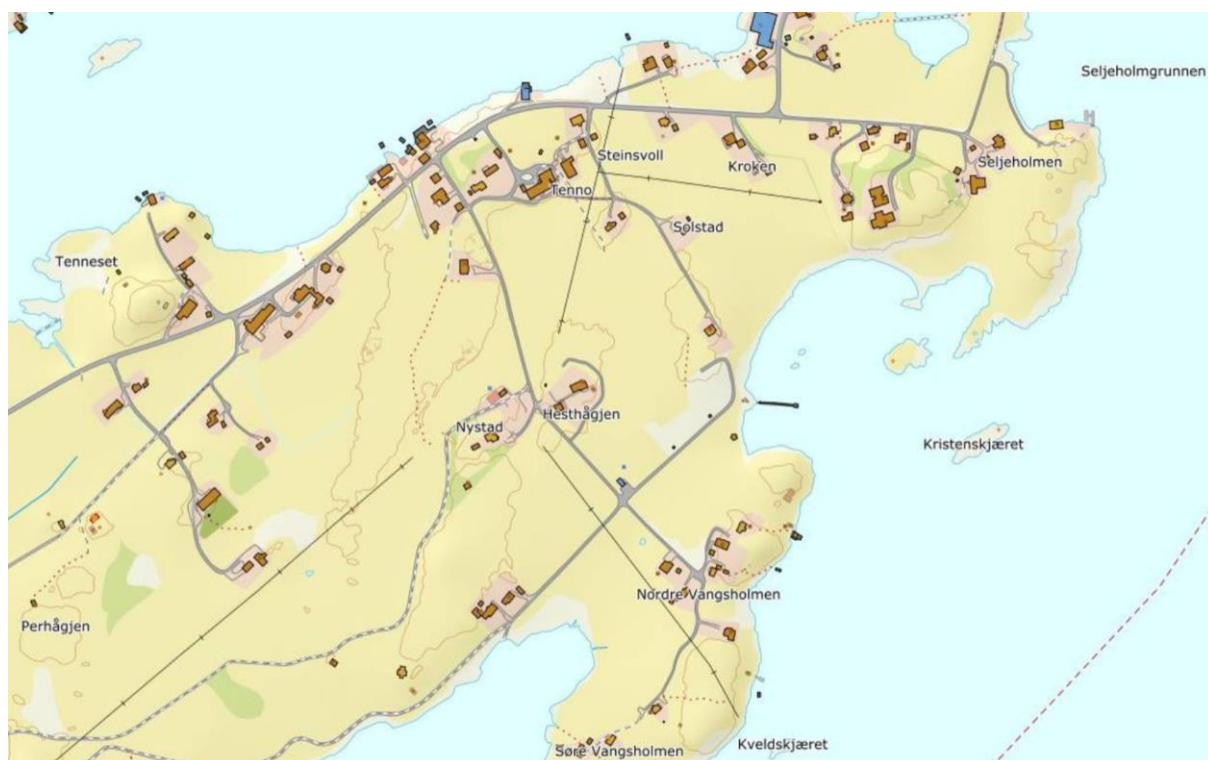 Seljeholmgrunnen
Steinsvoll
Kroken
Seljeholmen
Tenno
Solstad
Tenneset
Hesthågjen
Nystad
Kristenskjæret
Nordre Vangsholmen
Perhågjen
Søre Vangsholmen
Kveldskjæret